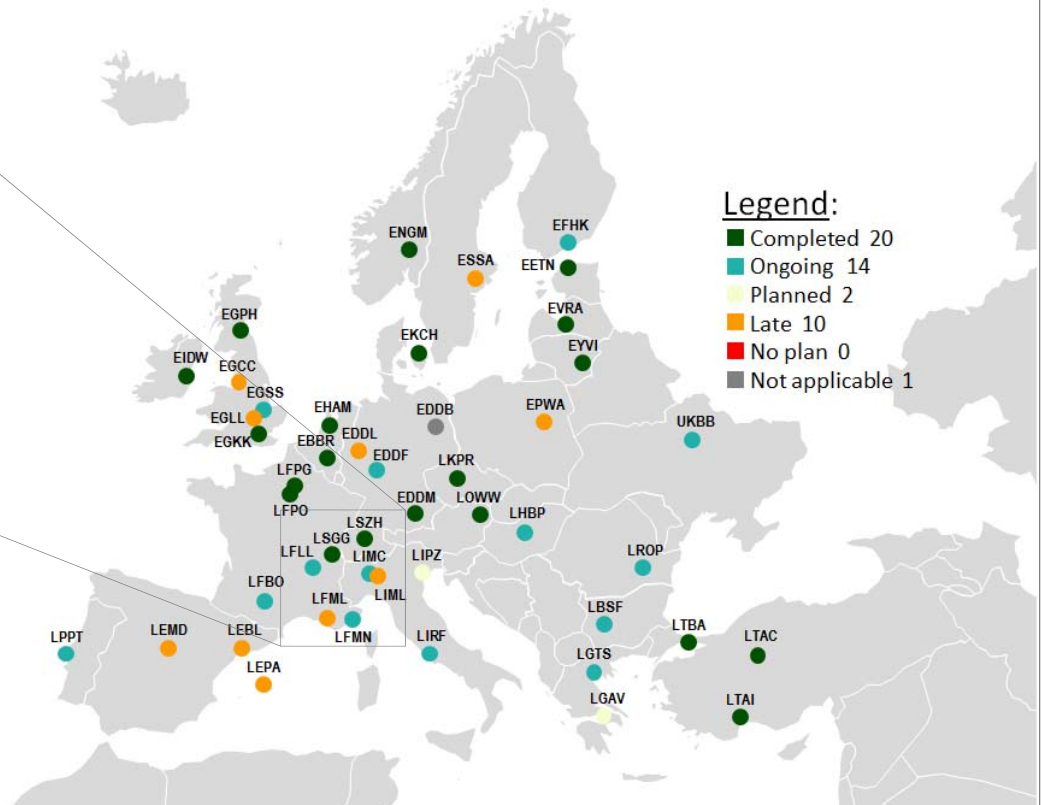 Legend:
Completed 20
Ongoing 14
Planned 2
Late 10
No plan 0
Not applicable 1
EFHK
ENGM
ESSA
EETN
EVRA
EGPH
EKCH
EYVI
EIDW
EGCC
EGSS
EGLL
EHAM
EDDB
EPWA
UKBB
EGKK
EBBR
EDDL
EDDF
LKPR
LFPG
EDDM
LOWW
LFPO
LHBP
LSZH
LSGG
LFLL
LIMC
LIPZ
LROP
LFBO
LFML
LIML
LBSF
LPPT
LEMD
LEBL
LFMN
LIRF
LTBA
LTAC
LEPA
LGTS
LGAV
LTAI